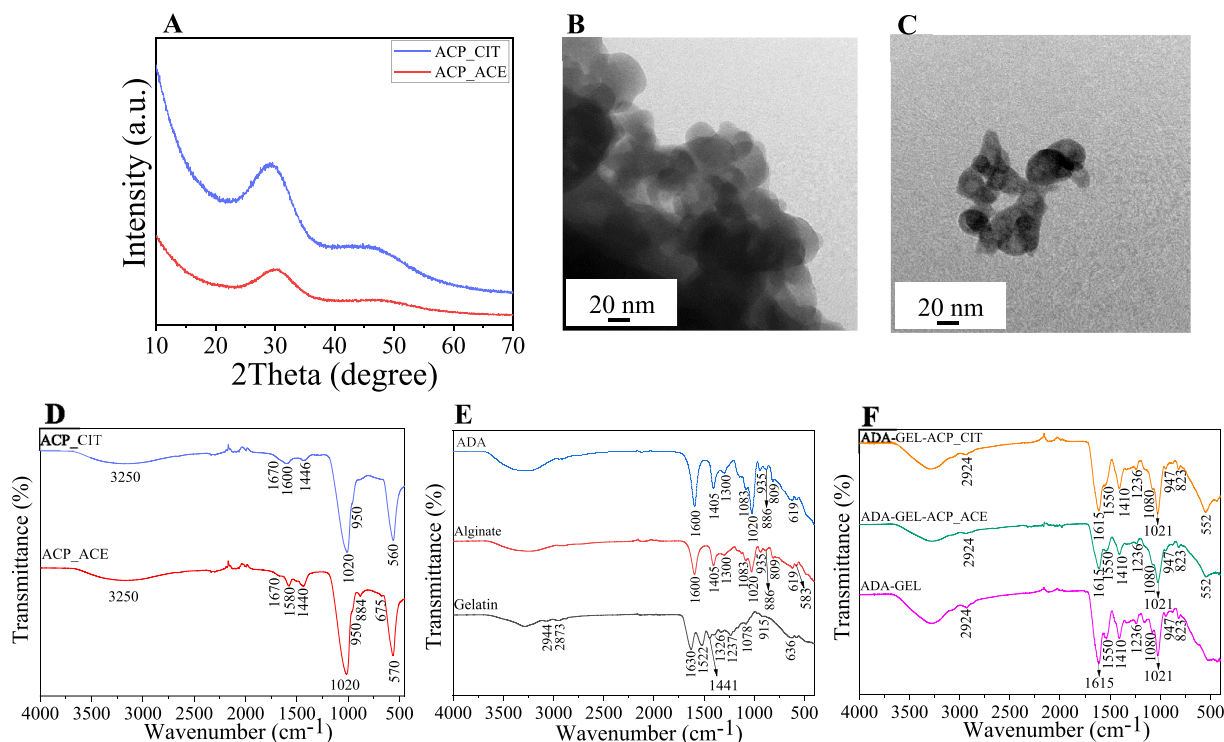 A
Intensity (a.u.)
ACP_CIT
ACP_ACE
10 20 30 40 50 60 70
2Theta (degree)
B
20 nm
C
20 nm
D
Transmittance (%)
ACP_CIT
3250
1670
1600
1446
950
1020
560
ACP_ACE
3250
1670
1580
1440
884
950
675
1020
570
4000 3500 3000 2500 2000 1500 1000 500
Wavenumber (cm-1)
E
Transmittance (%)
ADA
1600
1405
1300
1083
1020
935
886
809
619
Alginate
1600
1405
1300
1083
1020
935
886
809
619
583
Gelatin
2944
2873
1630
1522
1441
1326
1237
1078
915
636
4000 3500 3000 2500 2000 1500 1000 500
Wavenumber (cm-1)
F
Transmittance (%)
ADA-GEL-ACP_CIT
2924
1615
1550
1410
1236
1080
1021
947
823
552
ADA-GEL-ACP_ACE
2924
1615
1550
1410
1236
1080
1021
947
823
552
ADA-GEL
2924
1615
1550
1410
1236
1080
1021
947
823
4000 3500 3000 2500 2000 1500 1000 500
Wavenumber (cm-1)